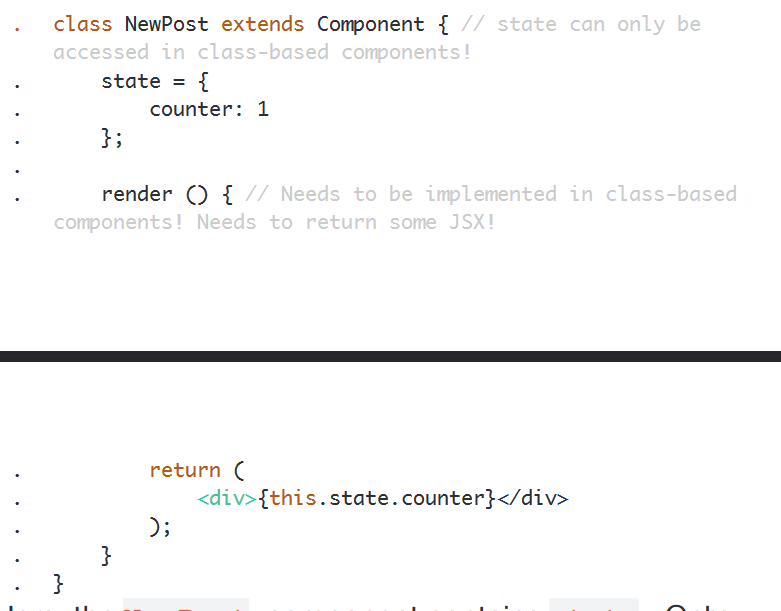 . class NewPost extends Component { // state can only be
accessed in class-based components!
. state = {
. counter: 1
. };
.
. render () { // Needs to be implemented in class-based
components! Needs to return some JSX!
. return (
. <div>{this.state.counter}</div>
. );
. }
. }